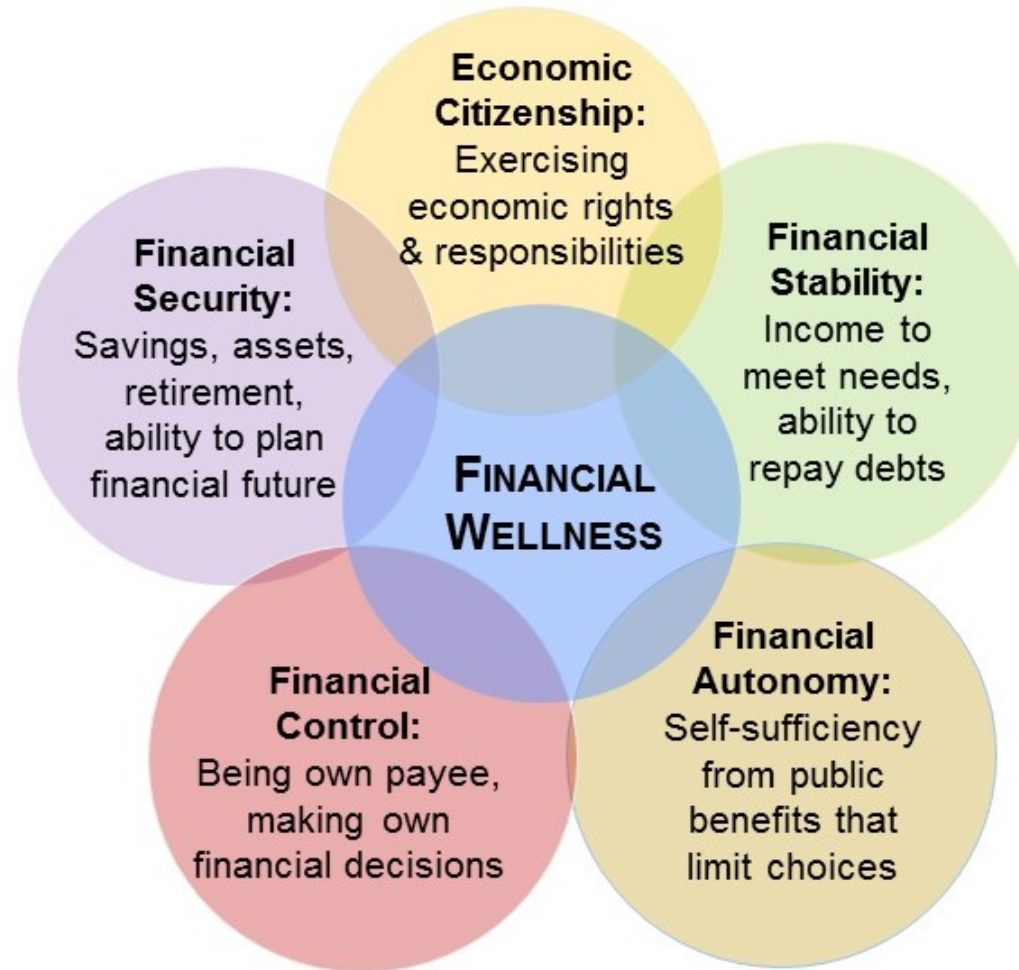 Economic
Citizenship:
Exercising
economic rights
& responsibilities
Financial
Security:
Savings, assets,
retirement,
ability to plan
financial future
Financial
Stability:
Income to
meet needs,
ability to
repay debts
FINANCIAL
WELLNESS
Financial
Control:
Being own payee,
making own
financial decisions
Financial
Autonomy:
Self-sufficiency
from public
benefits that
limit choices